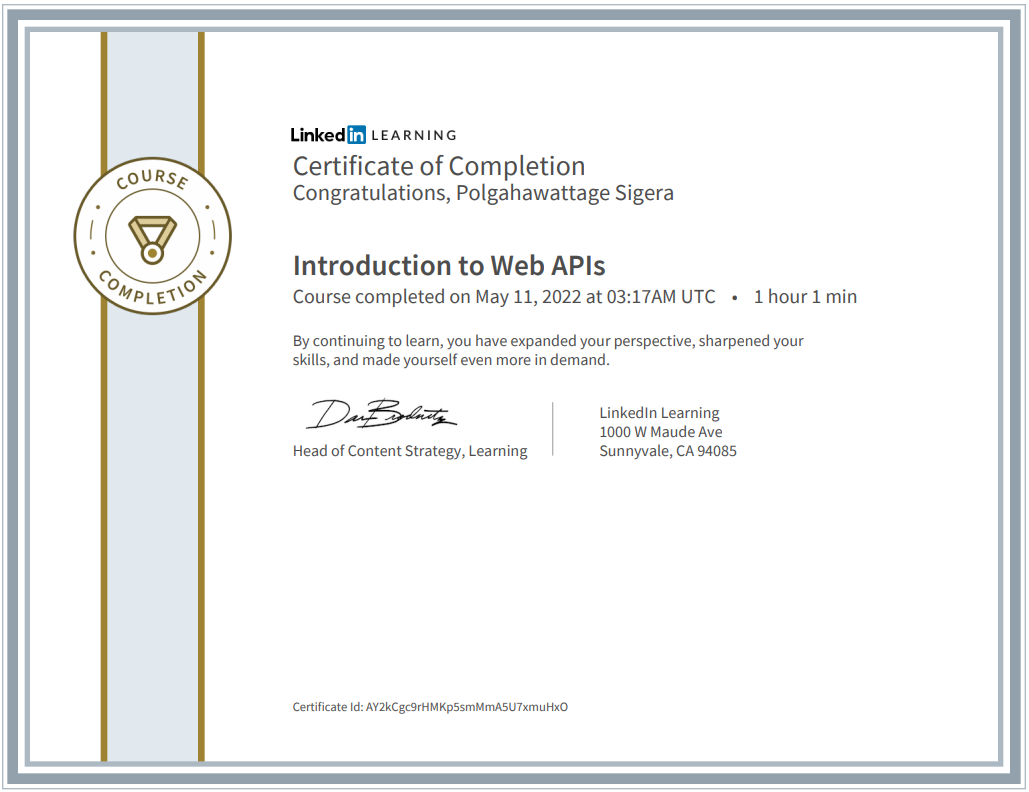 COURSE
COMPLETION
Linkedin LEARNING
Certificate of Completion
Congratulations, Polgahawattage Sigera
Introduction to Web APIs
Course completed on May 11, 2022 at 03:17AM UTC • 1 hour 1 min
By continuing to learn, you have expanded your perspective, sharpened your
skills, and made yourself even more in demand.
Head of Content Strategy, Learning
LinkedIn Learning
1000 W Maude Ave
Sunnyvale, CA 94085
Certificate Id: AY2kCgc9rHMKp5smMmA5U7xmuHxO